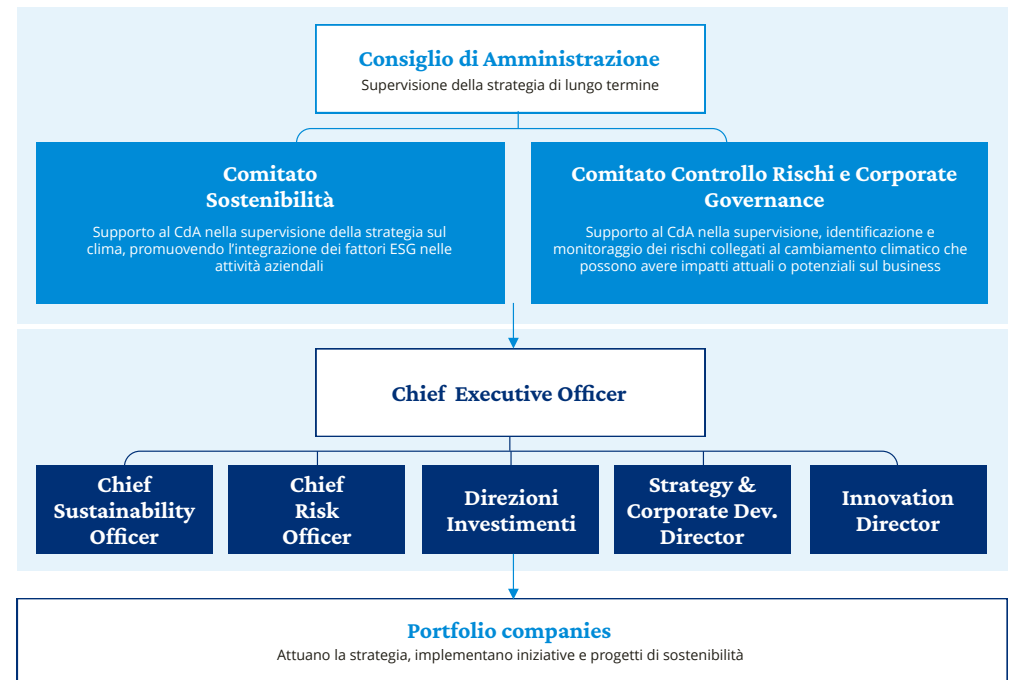 Consiglio di Amministrazione
Supervisione della strategia di lungo termine
Comitato
Sostenibilità
Supporto al CdA nella supervisione della strategia sul
clima, promuovendo l’integrazione dei fattori ESG nelle
attività aziendali
Comitato Controllo Rischi e Corporate
Governance
Supporto al CdA nella supervisione, identificazione e
monitoraggio dei rischi collegati al cambiamento climatico che
possono avere impatti attuali o potenziali sul business
Chief Executive Officer
Chief
Sustainability
Officer
Chief
Risk
Officer
Direzioni
Investimenti
Strategy &
Corporate Dev.
Director
Innovation
Director
Portfolio companies
Attuano la strategia, implementano iniziative e progetti di sostenibilità